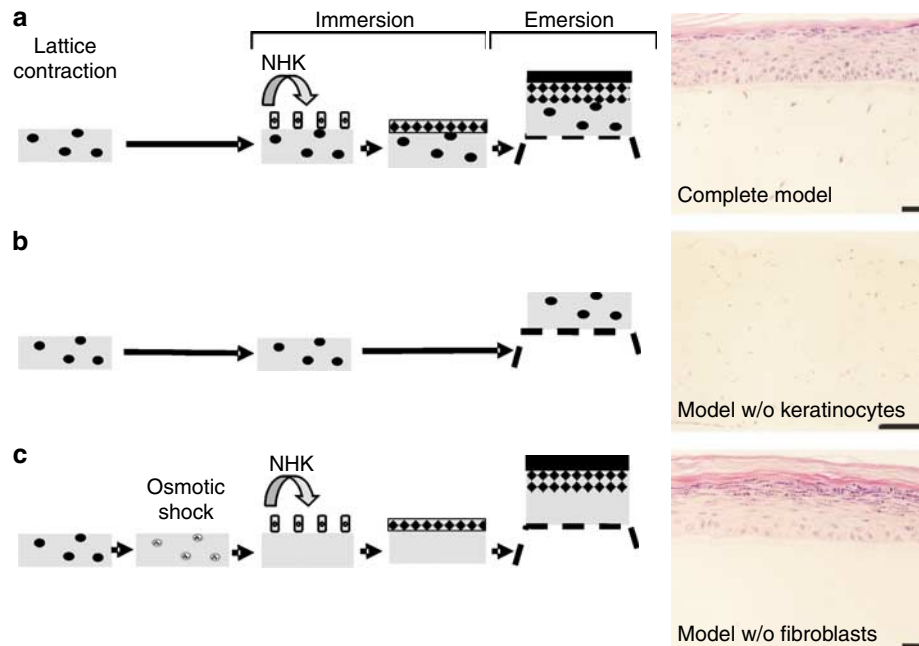 a
Immersion
Emersion
Lattice
contraction
NHK
Complete model
b
Model w/o keratinocytes
c
Osmotic
shock
NHK
Model w/o fibroblasts